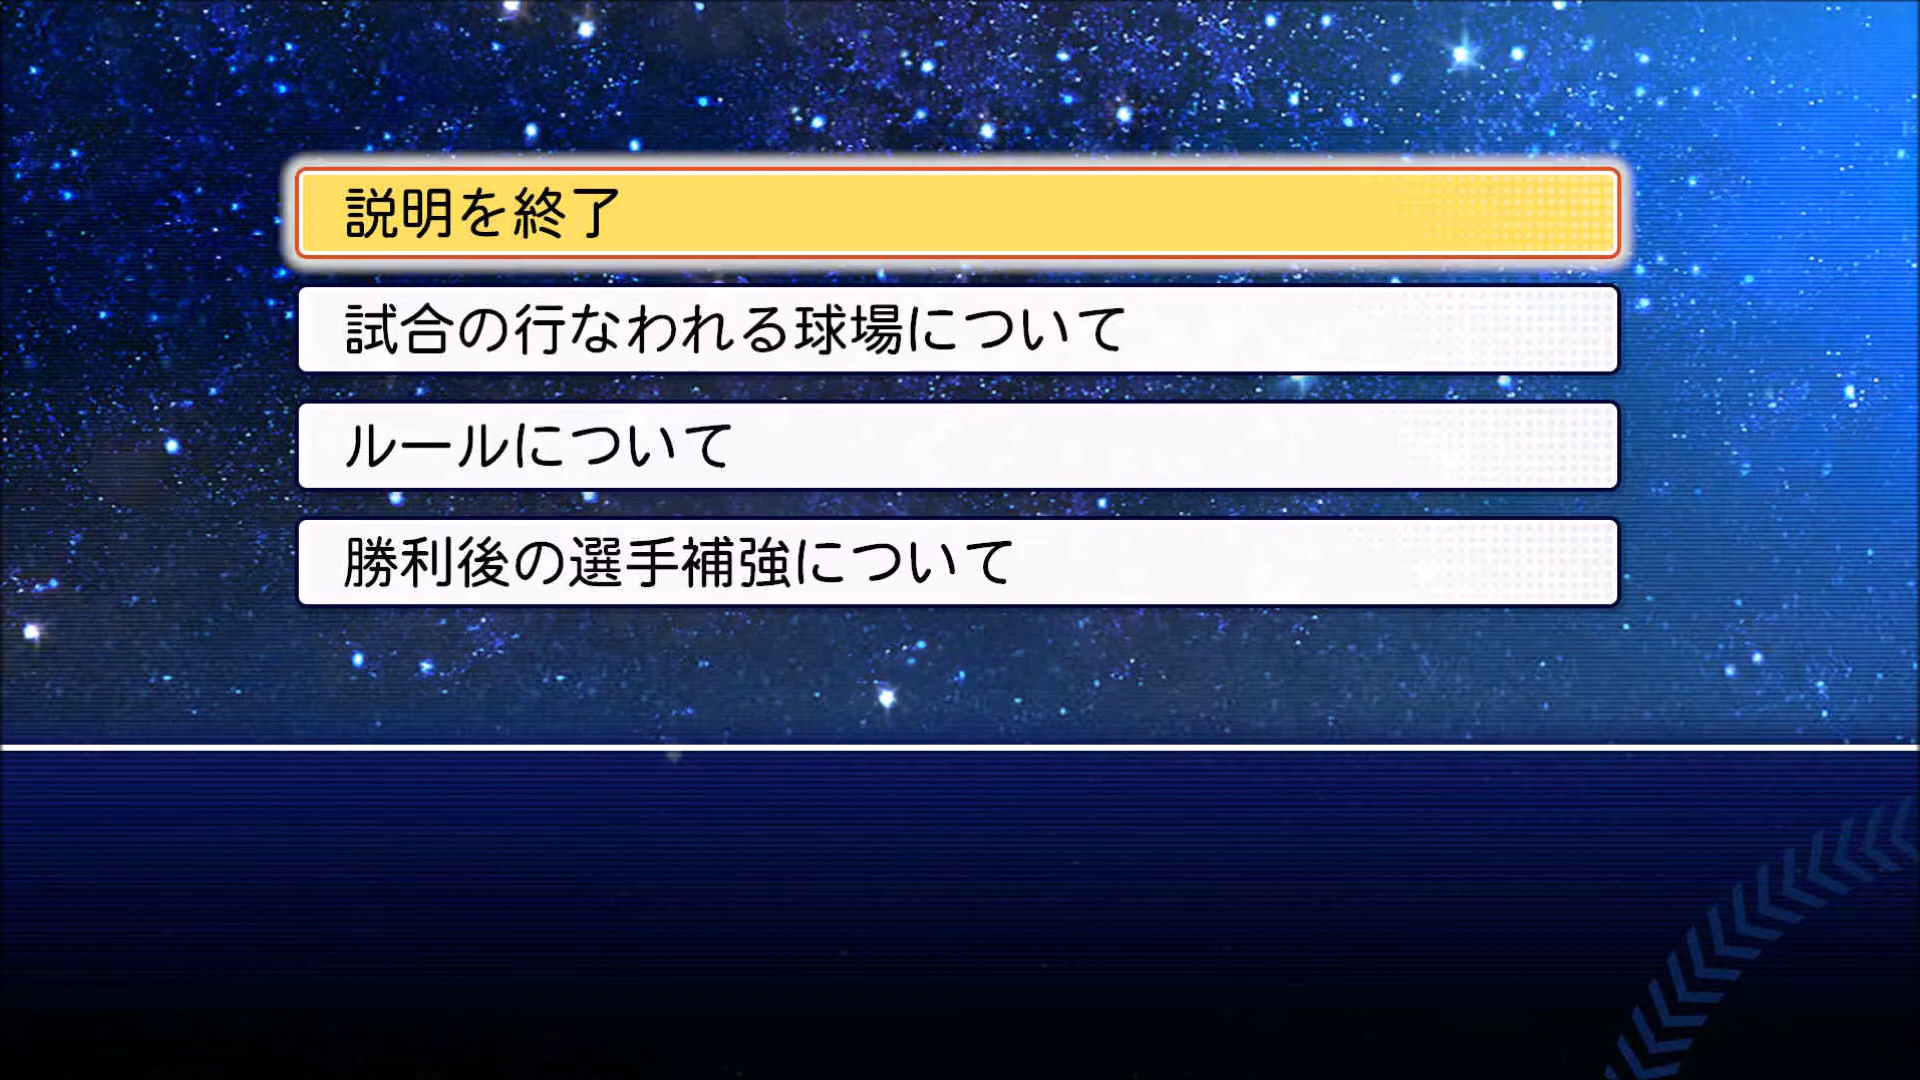 説明を終了
試合の行なわれる球場について
ルールについて
勝利後の選手補強について